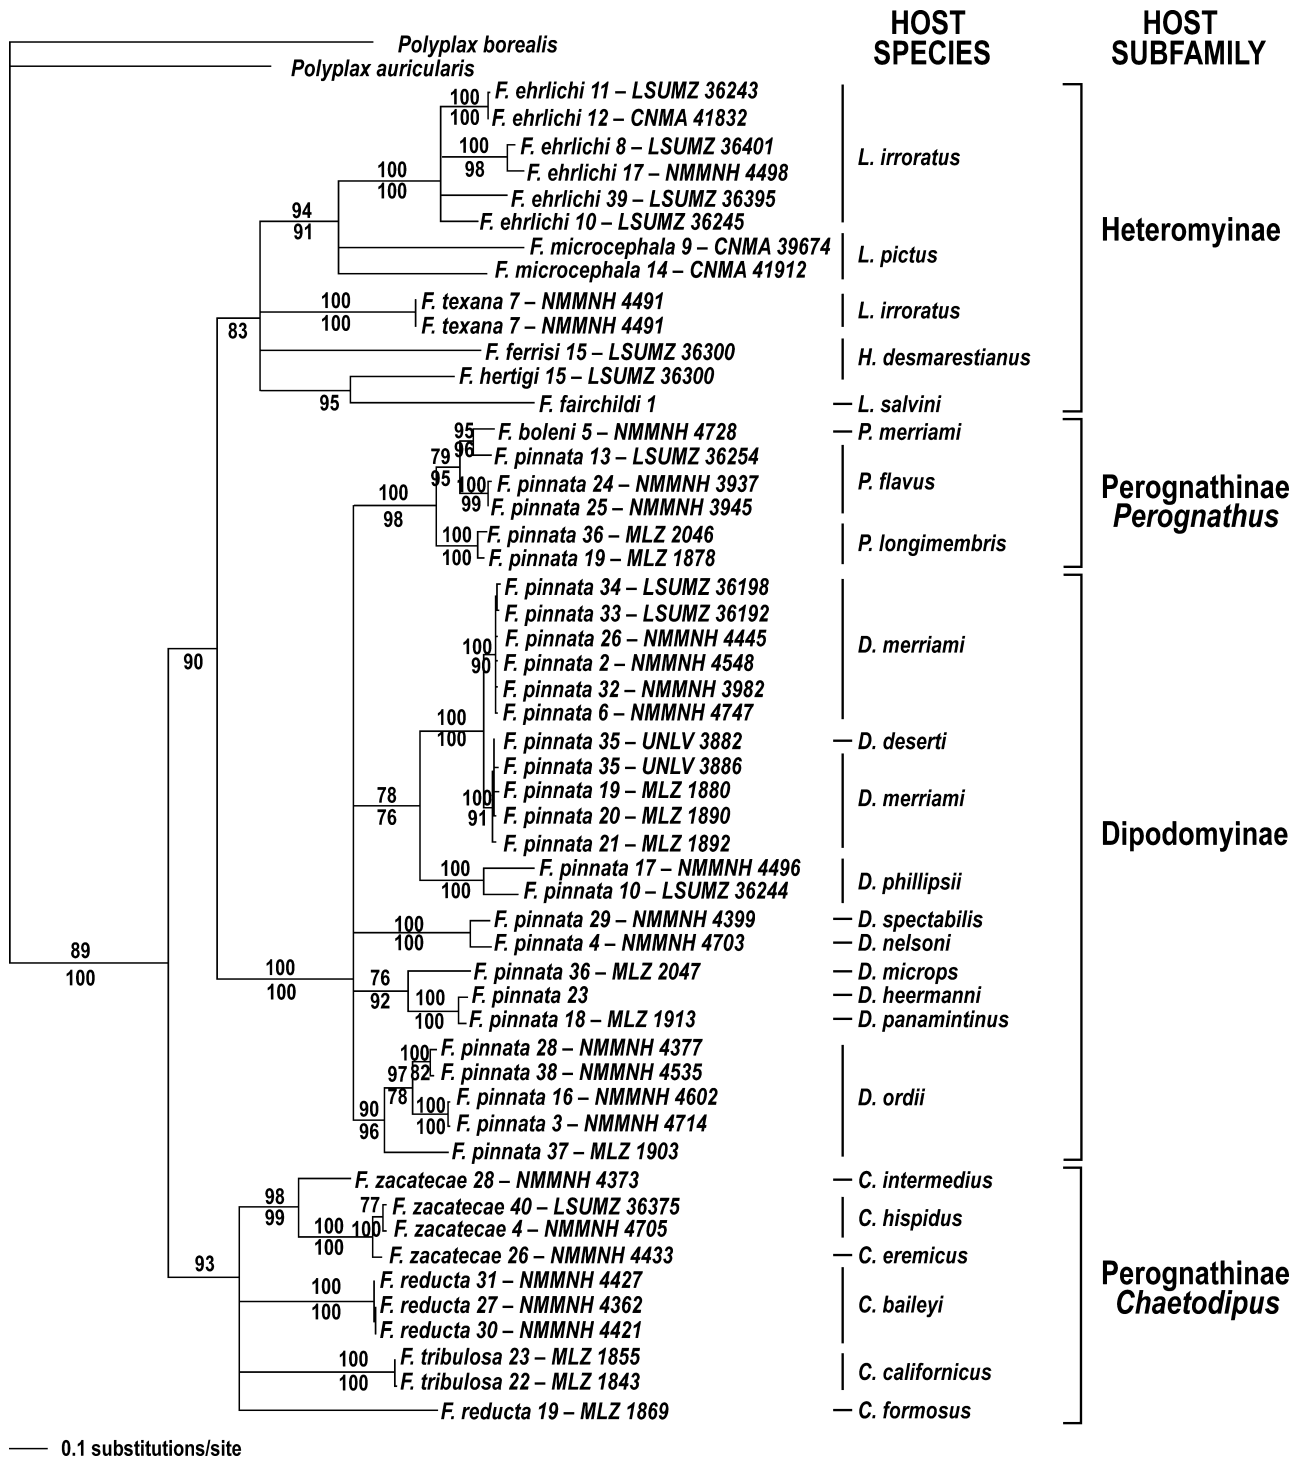 HOST
SPECIES
HOST
SUBFAMILY
Polyplax borealis
Polyplax auricularis
100
100
F. ehrlichi 11 – LSUMZ 36243
F. ehrlichi 12 – CNMA 41832
100
98
F. ehrlichi 8 – LSUMZ 36401
F. ehrlichi 17 – NMMNH 4498
L. irroratus
100
100
F. ehrlichi 39 – LSUMZ 36395
F. ehrlichi 10 – LSUMZ 36245
94
91
F. microcephala 9 – CNMA 39674
F. microcephala 14 – CNMA 41912
L. pictus
Heteromyinae
100
100
F. texana 7 – NMMNH 4491
F. texana 7 – NMMNH 4491
L. irroratus
83
F. ferrisi 15 – LSUMZ 36300
F. hertigi 15 – LSUMZ 36300
H. desmarestianus
95
F. fairchildi 1
L. salvini
95
96
F. boleni 5 – NMMNH 4728
P. merriami
79
95
F. pinnata 13 – LSUMZ 36254
100
99
F. pinnata 24 – NMMNH 3937
F. pinnata 25 – NMMNH 3945
P. flavus
100
98
Perognathinae
Perognathus
100
100
F. pinnata 36 – MLZ 2046
F. pinnata 19 – MLZ 1878
P. longimembris
F. pinnata 34 – LSUMZ 36198
F. pinnata 33 – LSUMZ 36192
F. pinnata 26 – NMMNH 4445
100
90
F. pinnata 2 – NMMNH 4548
F. pinnata 32 – NMMNH 3982
F. pinnata 6 – NMMNH 4747
D. merriami
90
100
100
F. pinnata 35 – UNLV 3882
D. deserti
F. pinnata 35 – UNLV 3886
F. pinnata 19 – MLZ 1880
100
91
F. pinnata 20 – MLZ 1890
F. pinnata 21 – MLZ 1892
D. merriami
78
76
Dipodomyinae
100
100
F. pinnata 17 – NMMNH 4496
F. pinnata 10 – LSUMZ 36244
D. phillipsii
100
100
F. pinnata 29 – NMMNH 4399
D. spectabilis
F. pinnata 4 – NMMNH 4703
D. nelsoni
89
100
100
100
76
92
F. pinnata 36 – MLZ 2047
D. microps
100
100
F. pinnata 23
D. heermanni
F. pinnata 18 – MLZ 1913
D. panamintinus
100
82
F. pinnata 28 – NMMNH 4377
F. pinnata 38 – NMMNH 4535
97
78
100
100
F. pinnata 16 – NMMNH 4602
F. pinnata 3 – NMMNH 4714
D. ordii
90
96
F. pinnata 37 – MLZ 1903
F. zacatecae 28 – NMMNH 4373
C. intermedius
98
99
77
100
F. zacatecae 40 – LSUMZ 36375
F. zacatecae 4 – NMMNH 4705
C. hispidus
100
100
F. zacatecae 26 – NMMNH 4433
C. eremicus
93
100
100
F. reducta 31 – NMMNH 4427
F. reducta 27 – NMMNH 4362
F. reducta 30 – NMMNH 4421
C. baileyi
Perognathinae
Chaetodipus
100
100
F. tribulosa 23 – MLZ 1855
F. tribulosa 22 – MLZ 1843
C. californicus
F. reducta 19 – MLZ 1869
C. formosus
0.1 substitutions/site